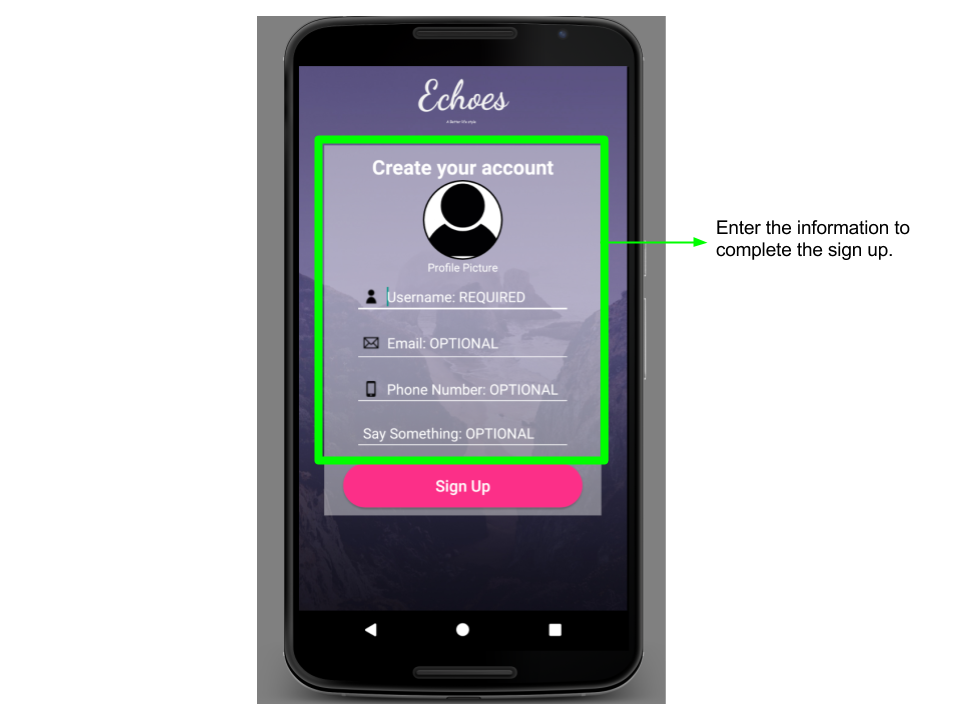 Echoes
A Better life style
Create your account
Profile Picture
Username: REQUIRED
Email: OPTIONAL
Phone Number: OPTIONAL
Say Something: OPTIONAL
Sign Up
Enter the information to
complete the sign up.